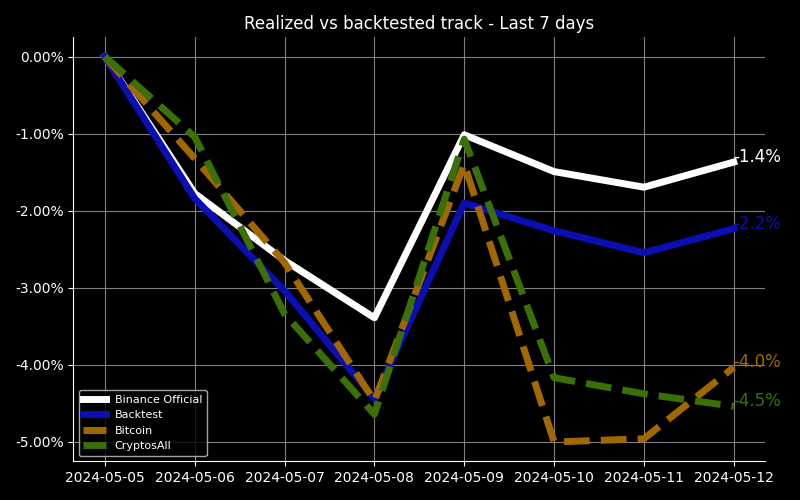 Realized vs backtested track - Last 7 days
0.00%
-1.00%
-2.00%
-3.00%
-4.00%
-5.00%
-1.4%
-2.2%
-4.0%
-4.5%
Binance Official
Backtest
Bitcoin
CryptosAll
2024-05-05 2024-05-06 2024-05-07 2024-05-08 2024-05-09 2024-05-10 2024-05-11 2024-05-12